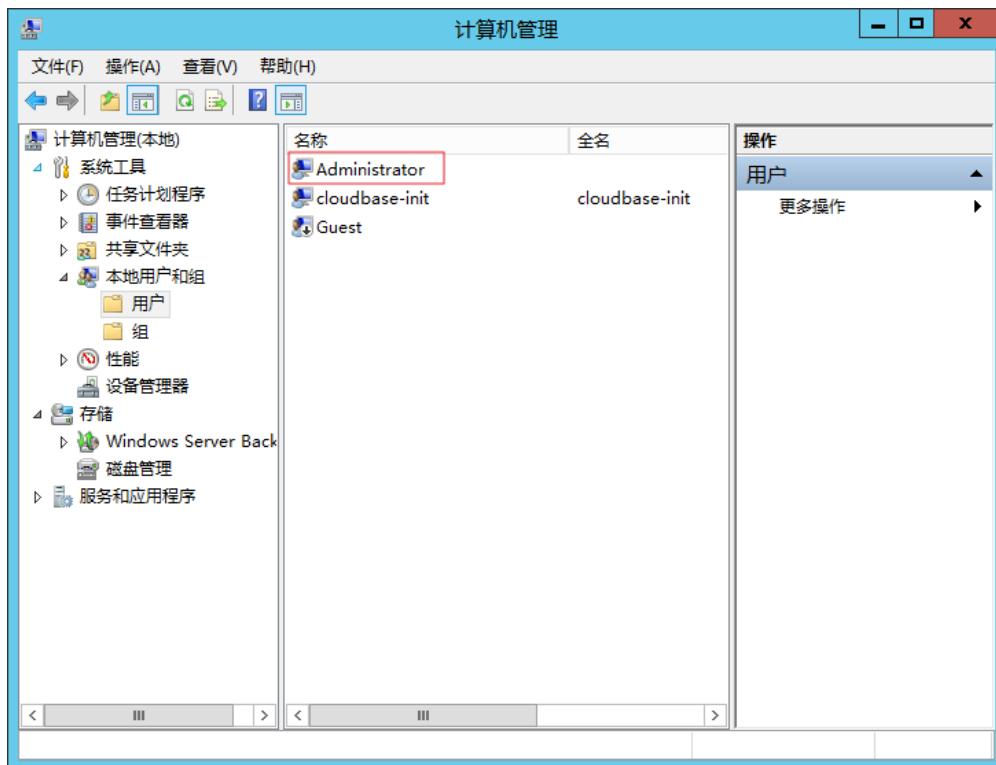 计算机管理
文件(F) 操作(A) 查看(V) 帮助(H)
计算机管理(本地)
系统工具
任务计划程序
事件查看器
共享文件夹
本地用户和组
用户
组
性能
设备管理器
存储
Windows Server Back
磁盘管理
服务和应用程序
名称 全名
Administrator
cloudbase-init cloudbase-init
Guest
操作
用户
更多操作